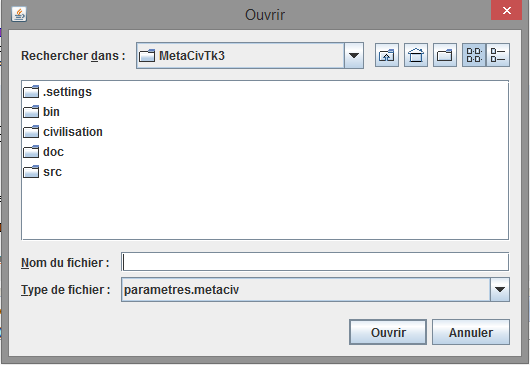 Ouvrir
Rechercher dans : MetaCivTk3
.settings
bin
civilisation
doc
src
Nom du fichier :
Type de fichier : parametres.metaciv
Ouvrir Annuler